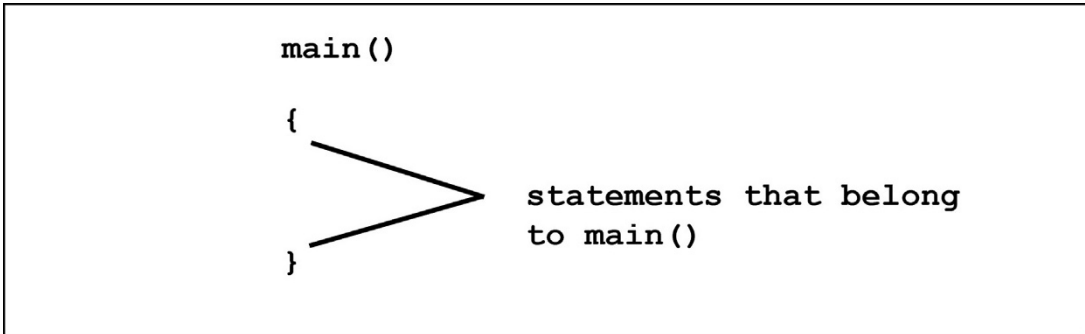 main()
{
statements that belong
to main()
}